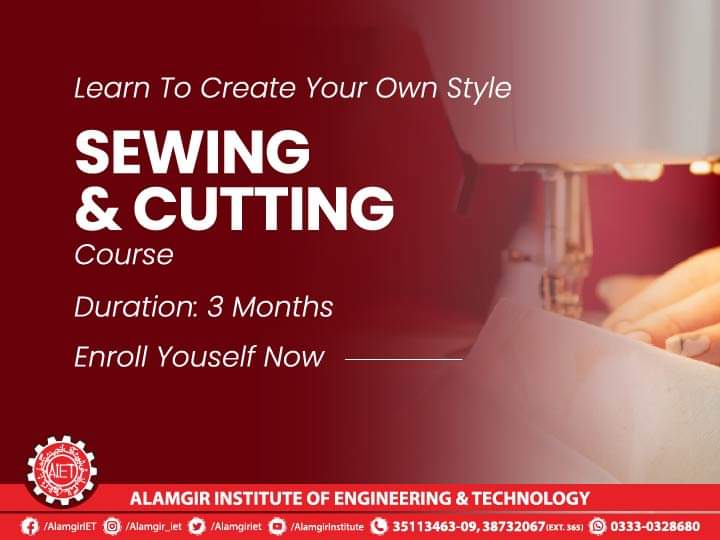 Learn To Create Your Own Style
SEWING
& CUTTING
Course
Duration: 3 Months
Enroll Youself Now
AIET
ALAMGIR INSTITUTE OF ENGINEERING & TECHNOLOGY
/AlamgirIET /Alamgir_iet /Alamgiriet /AlamgirInstitute 35113463-09, 38732067(EXT. 365) 0333-0328680